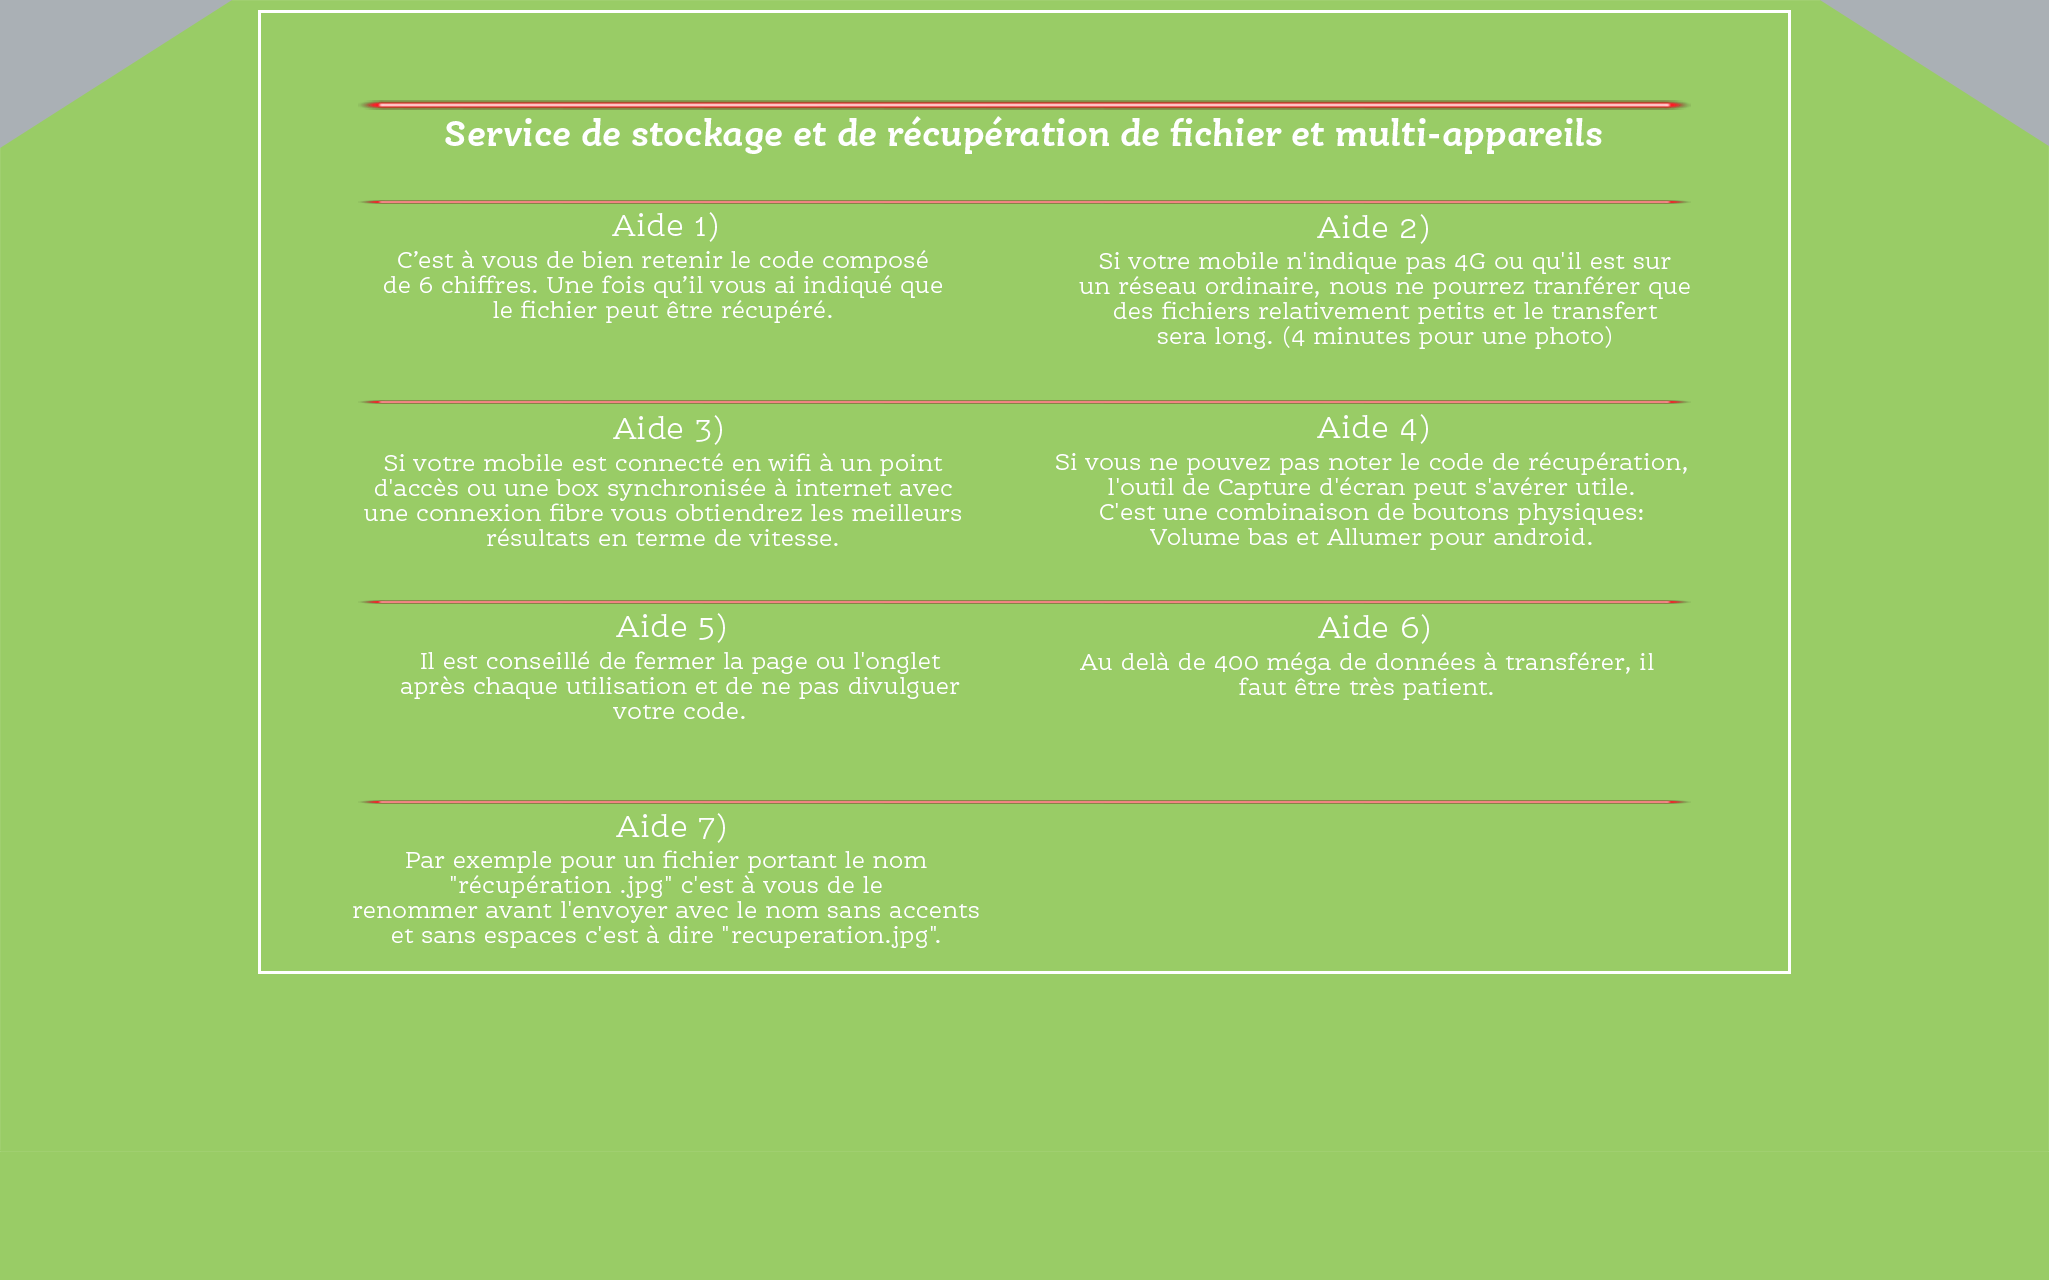 Service de stockage et de récupération de fichier et multi-appareils
Aide 1)
C’est à vous de bien retenir le code composé
de 6 chiffres. Une fois qu’il vous ai indiqué que
le fichier peut être récupéré.
Aide 2)
Si votre mobile n'indique pas 4G ou qu'il est sur
un réseau ordinaire, nous ne pourrez tranférer que
des fichiers relativement petits et le transfert
sera long. (4 minutes pour une photo)
Aide 3)
Si votre mobile est connecté en wifi à un point
d'accès ou une box synchronisée à internet avec
une connexion fibre vous obtiendrez les meilleurs
résultats en terme de vitesse.
Aide 4)
Si vous ne pouvez pas noter le code de récupération,
l'outil de Capture d'écran peut s'avérer utile.
C'est une combinaison de boutons physiques:
Volume bas et Allumer pour android.
Aide 5)
Il est conseillé de fermer la page ou l'onglet
après chaque utilisation et de ne pas divulguer
votre code.
Aide 6)
Au delà de 400 méga de données à transférer, il
faut être très patient.
Aide 7)
Par exemple pour un fichier portant le nom
"récupération .jpg" c'est à vous de le
renommer avant l'envoyer avec le nom sans accents
et sans espaces c'est à dire "recuperation.jpg".